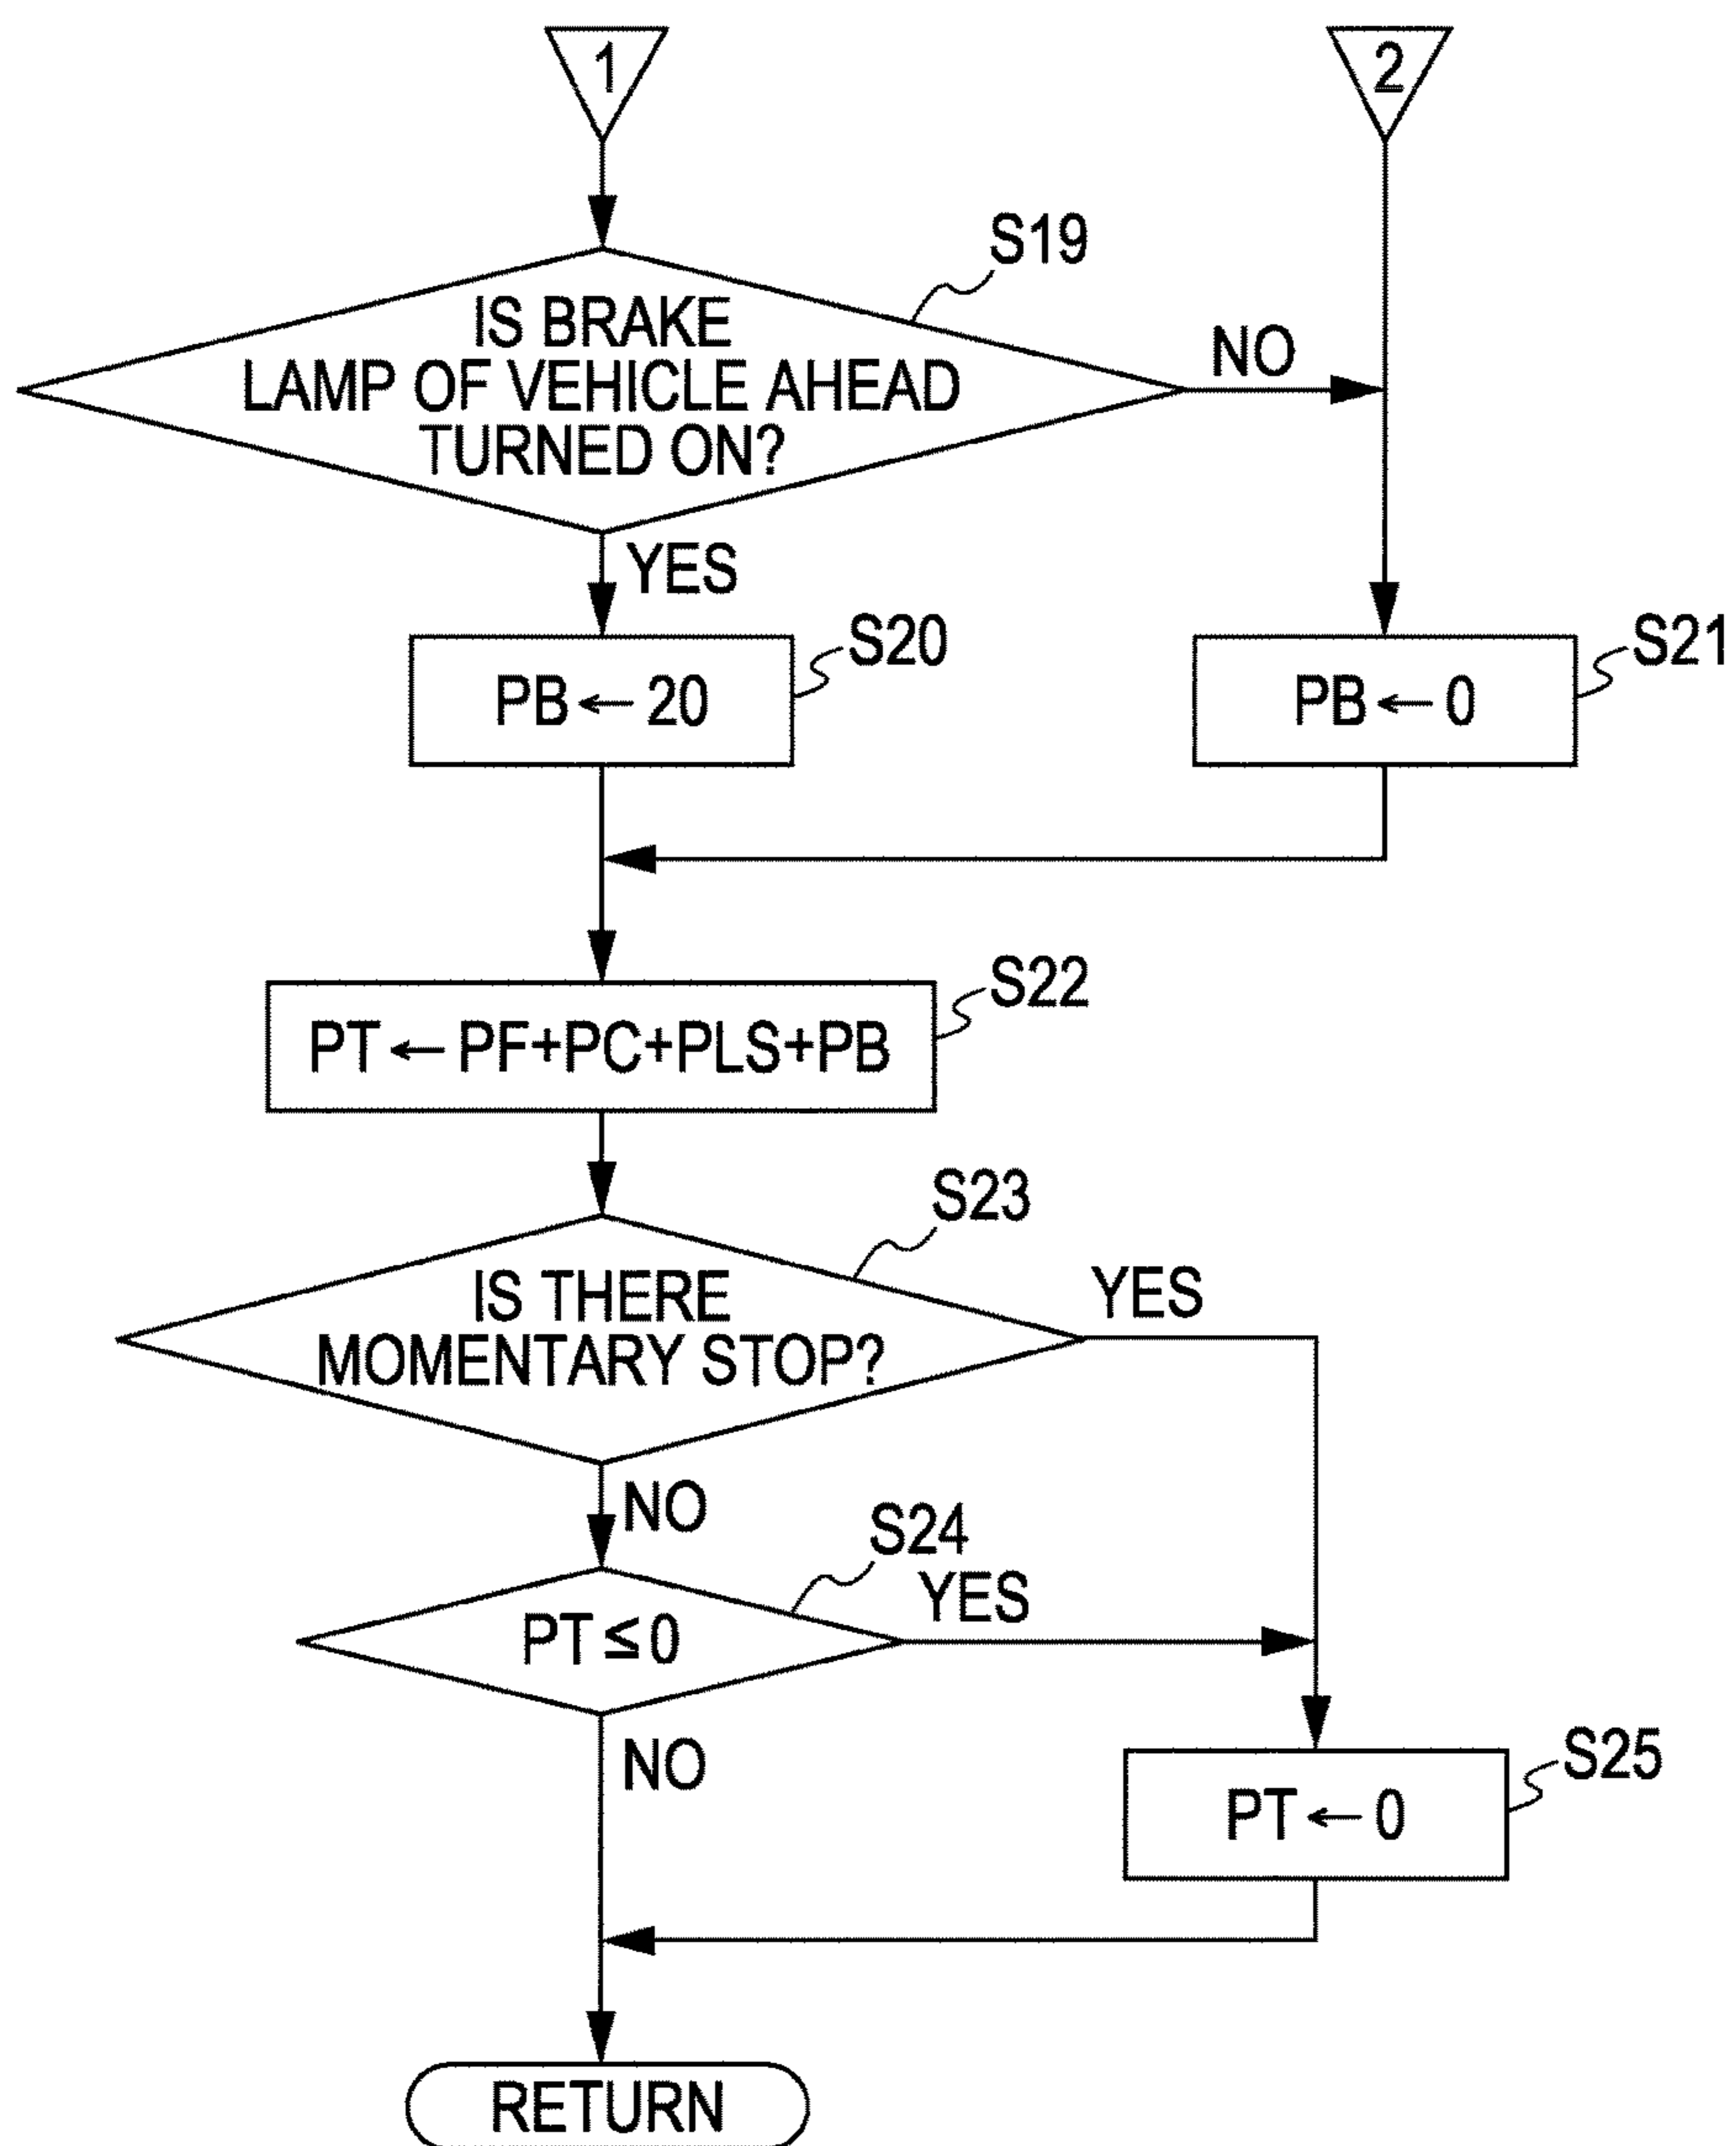 1
2
S19
IS BRAKE
LAMP OF VEHICLE AHEAD
TURNED ON?
NO
YES
S20
PB ← 20
S21
PB ← 0
S22
PT ← PF+PC+PLS+PB
S23
IS THERE
MOMENTARY STOP?
YES
NO
S24
PT ≤ 0
YES
NO
S25
PT ← 0
RETURN